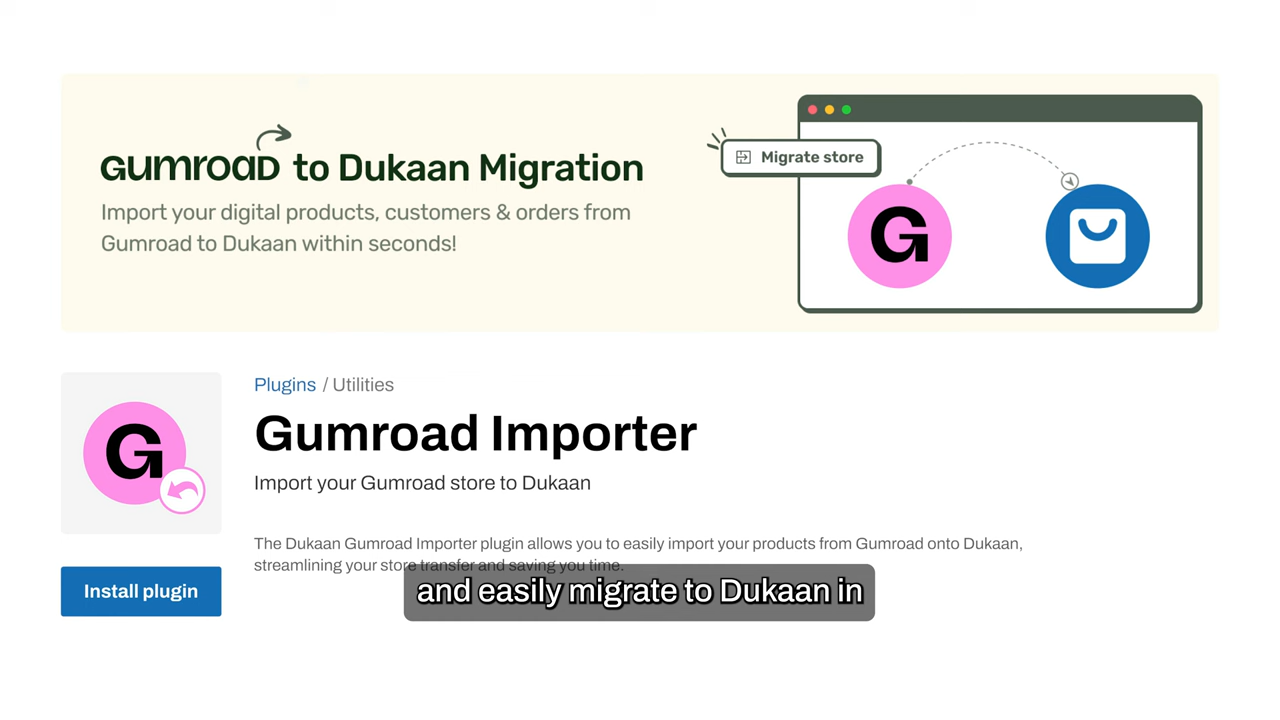 GUMROAD to Dukaan Migration
Import your digital products, customers & orders from
Gumroad to Dukaan within seconds!
Migrate store
G
Plugins / Utilities
Gumroad Importer
Import your Gumroad store to Dukaan
G
The Dukaan Gumroad Importer plugin allows you to easily import your products from Gumroad onto Dukaan,
streamlining your store transfer and saving you time.
Install plugin
and easily migrate to Dukaan in